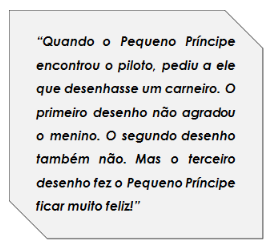 “Quando o Pequeno Príncipe
encontrou o piloto, pediu a ele
que desenhasse um carneiro. O
primeiro desenho não agradou
o menino. O segundo desenho
também não. Mas o terceiro
desenho fez o Pequeno Príncipe
ficar muito feliz!”